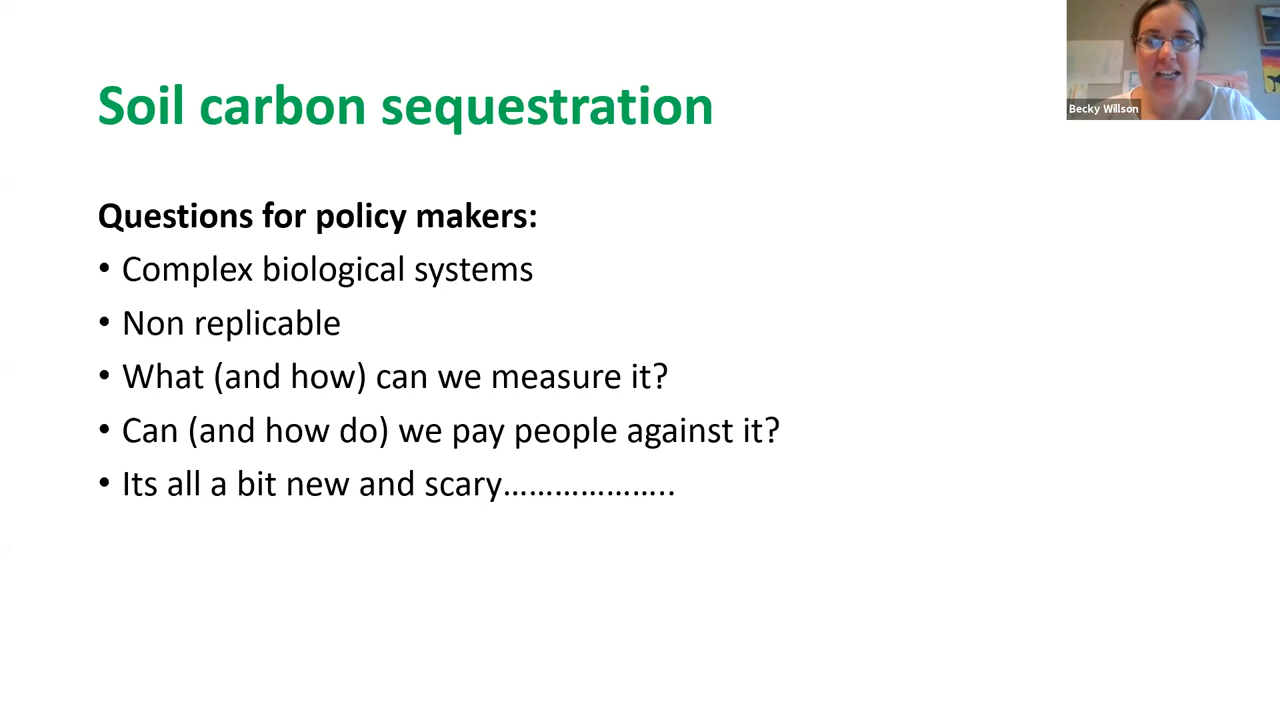 Soil carbon sequestration
Becky Willson
Questions for policy makers:
• Complex biological systems
• Non replicable
• What (and how) can we measure it?
• Can (and how do) we pay people against it?
• Its all a bit new and scary………………..